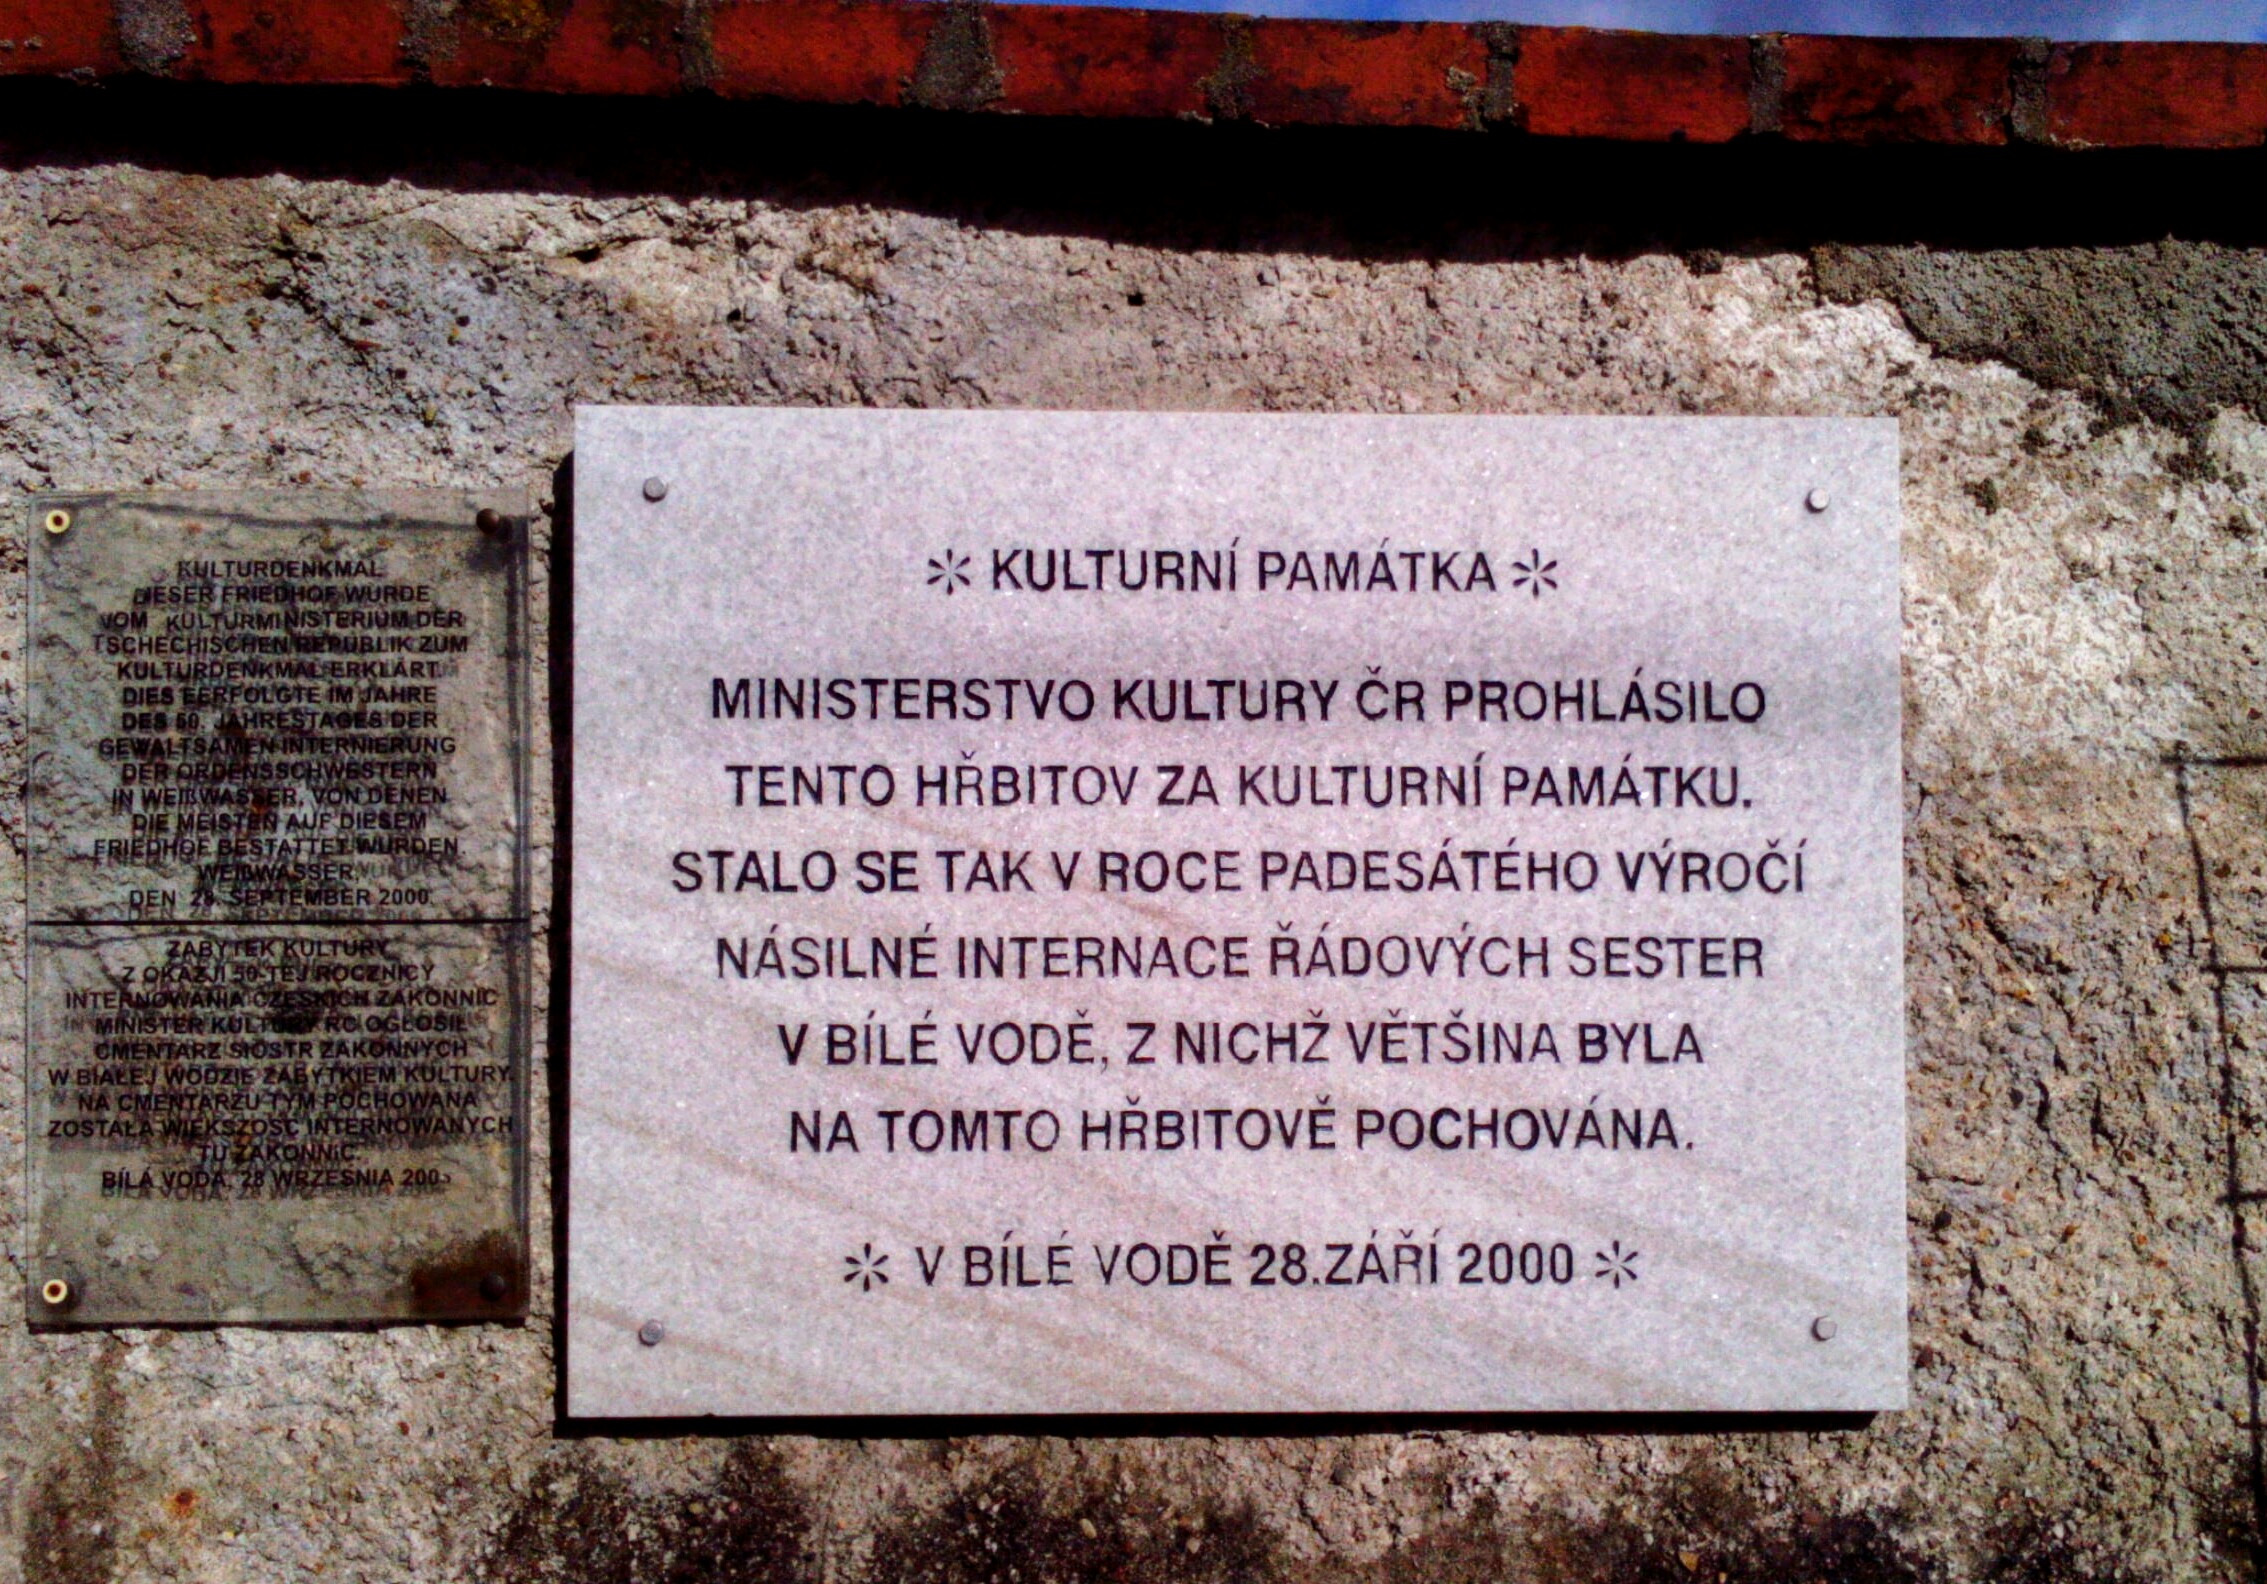 KULTURDENKMAL
DIESER FRIEDHOF WURDE
VOM KULTURMINISTERIUM DER
TSCHECHISCHEN REPUBLIK ZUM
KULTURDENKMAL ERKLÄRT.
DIES EERFOLGTE IM JAHRE
DES 50. JAHRESTAGES DER
GEWALTSAMEN INTERNIERUNG
DER ORDENSSCHWESTERN
IN WEIßWASSER, VON DENEN
DIE MEISTEN AUF DIESEM
FRIEDHOF BESTATTET WURDEN.
WEIßWASSER,
DEN 28. SEPTEMBER 2000.
ZABYTEK KULTURY
Z OKAZJI 50-TEJ ROCZNICY
INTERNOWANIA CZESKICH ZAKONNIC
MINISTER KULTURY RC OGŁOSIŁ
CMENTARZ SIOSTR ZAKONNYCH
W BIAŁEJ WODZIE ZABYTKIEM KULTURY
NA CMENTARZU TYM POCHOWANA
ZOSTAŁA WIĘKSZOŚĆ INTERNOWANYCH
TU ZAKONNIC.
BÍLÁ VODA, 28 WRZEŚNIA
* KULTURNÍ PAMÁTKA *
MINISTERSTVO KULTURY ČR PROHLÁSILO
TENTO HŘBITOV ZA KULTURNÍ PAMÁTKU.
STALO SE TAK V ROCE PADESÁTÉHO VÝROČÍ
NÁSILNÉ INTERNACE ŘÁDOVÝCH SESTER
V BÍLÉ VODĚ, Z NICHŽ VĚTŠINA BYLA
NA TOMTO HŘBITOVĚ POCHOVÁNA.
* V BÍLÉ VODĚ 28.ZÁŘÍ 2000 *